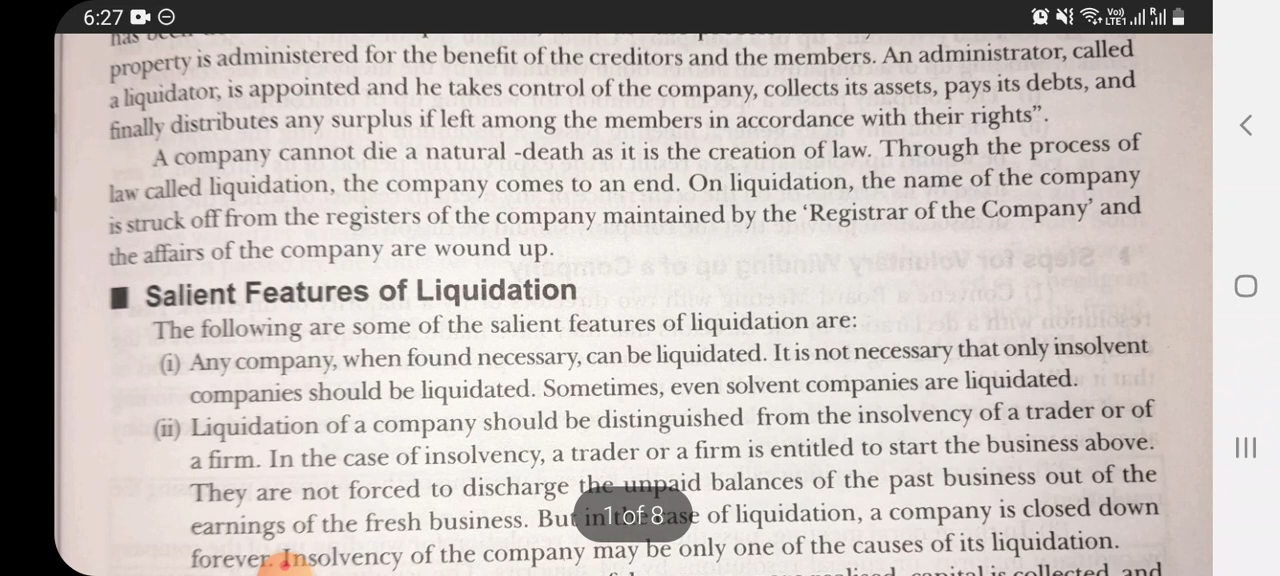 6:27
Vo)) LTE1 R
property is administered for the benefit of the creditors and the members. An administrator, called
a liquidator, is appointed and he takes control of the company, collects its assets, pays its debts, and
finally distributes any surplus if left among the members in accordance with their rights".
A company cannot die a natural -death as it is the creation of law. Through the process of
law called liquidation, the company comes to an end. On liquidation, the name of the company
is struck off from the registers of the company maintained by the 'Registrar of the Company' and
the affairs of the company are wound up.
Salient Features of Liquidation
The following are some of the salient features of liquidation are:
(i) Any company, when found necessary, can be liquidated. It is not necessary that only insolvent
companies should be liquidated. Sometimes, even solvent companies are liquidated.
(ii) Liquidation of a company should be distinguished from the insolvency of a trader or of
a firm. In the case of insolvency, a trader or a firm is entitled to start the business above.
They are not forced to discharge the unpaid balances of the past business out of the
earnings of the fresh business. But in the case of liquidation, a company is closed down
1 of 8
forever. Insolvency of the company may be only one of the causes of its liquidation.
capital is collected, and